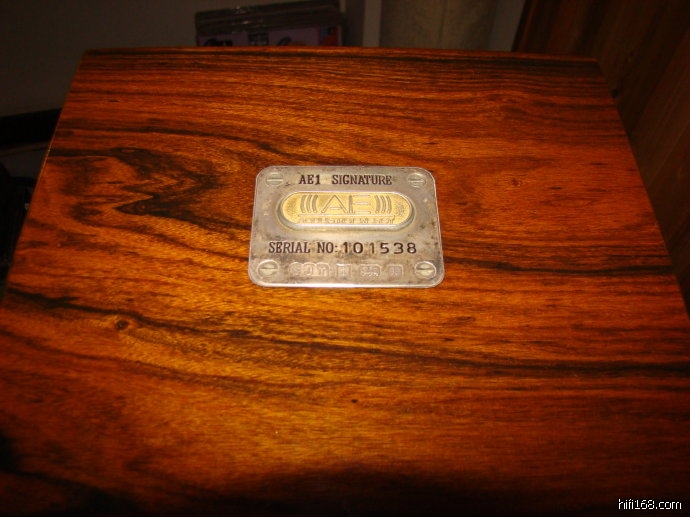 AE1 SIGNATURE
AE
SERIAL NO: 101538
hifi168.com